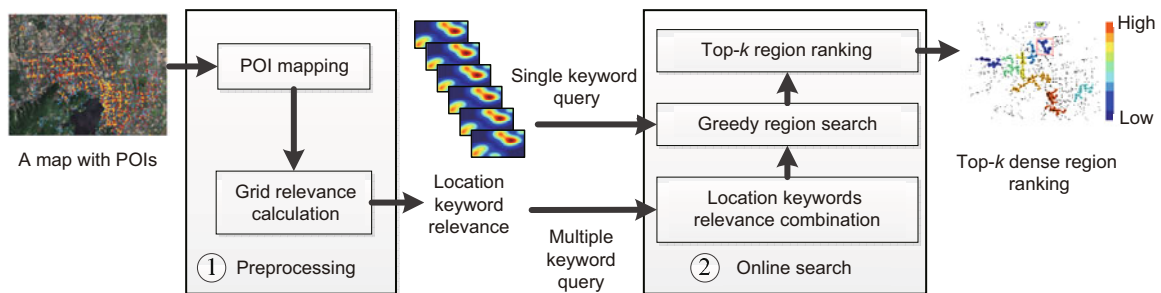 A map with POIs
POI mapping
Grid relevance
calculation
1 Preprocessing
Location
keyword
relevance
Single keyword
query
Multiple
keyword
query
Top-k region ranking
Greedy region search
Location keywords
relevance combination
2 Online search
High
Low
Top-k dense region
ranking